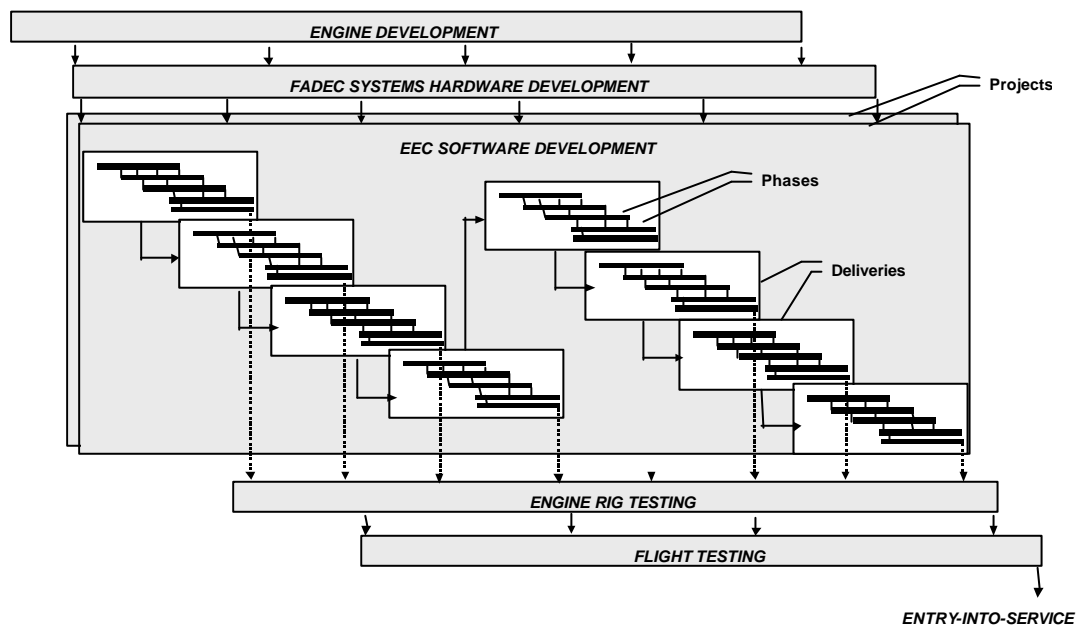 ENGINE DEVELOPMENT
FADEC SYSTEMS HARDWARE DEVELOPMENT
Projects
EEC SOFTWARE DEVELOPMENT
Phases
Deliveries
ENGINE RIG TESTING
FLIGHT TESTING
ENTRY-INTO-SERVICE